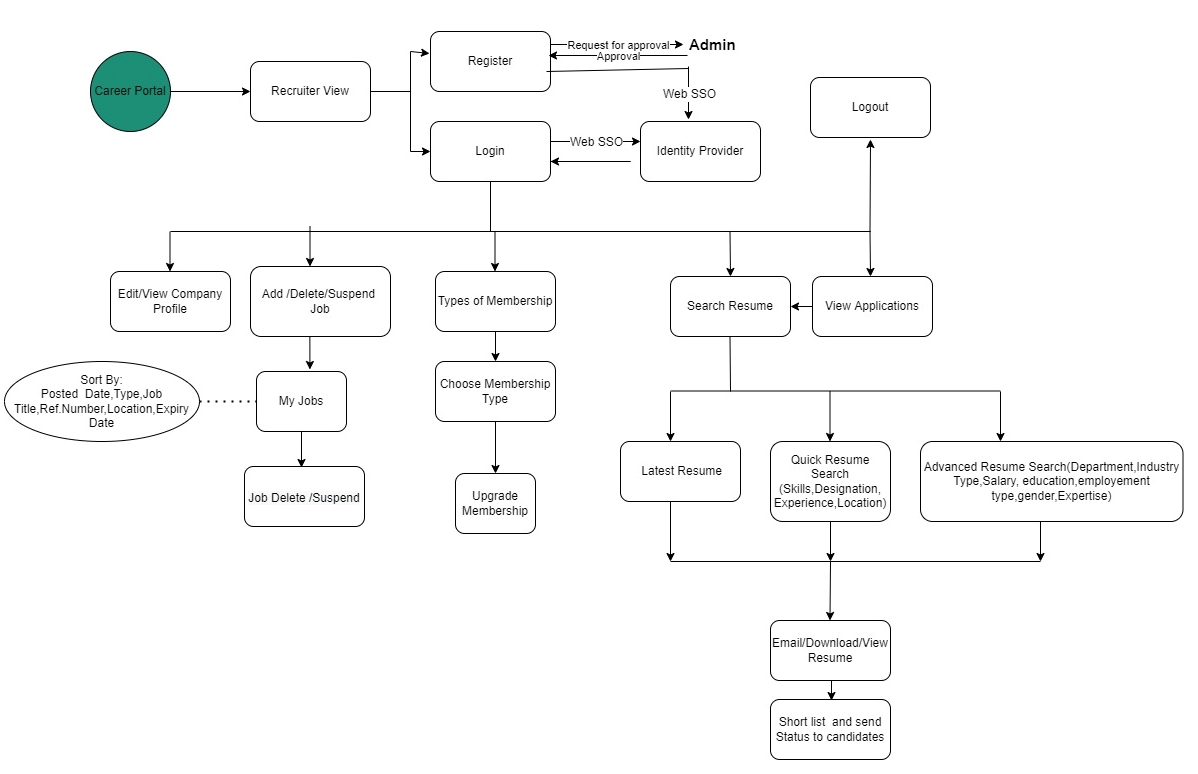 Career Portal
Recruiter View
Register
Request for approval
Approval
Admin
Web SSO
Login
Web SSO
Identity Provider
Logout
Edit/View Company
Profile
Add /Delete/Suspend
Job
Types of Membership
Search Resume
View Applications
Sort By:
Posted  Date,Type,Job
Title,Ref.Number,Location,Expiry
Date
My Jobs
Choose Membership
Type
Job Delete /Suspend
Upgrade
Membership
Latest Resume
Quick Resume
Search
(Skills,Designation,
Experience,Location)
Advanced Resume Search(Department,Industry
Type,Salary, education,employement
type,gender,Expertise)
Email/Download/View
Resume
Short list  and send
Status to candidates